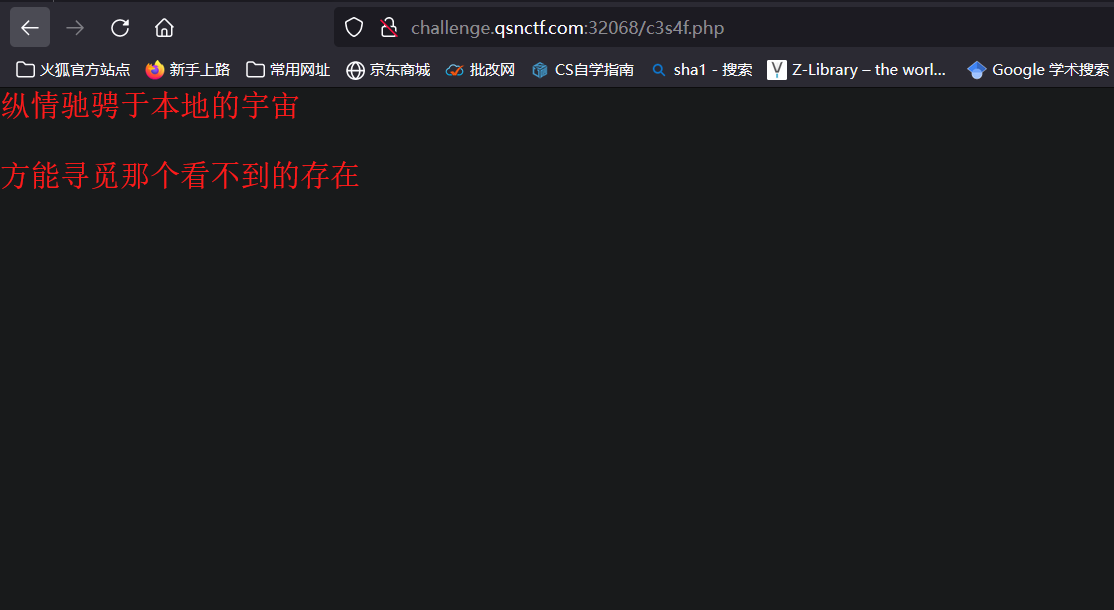 challenge.qsnctf.com:32068/c3s4f.php
火狐官方站点 新手上路 常用网址 京东商城 批改网 CS自学指南 sha1 - 搜索 Z-Library – the worl... Google 学术搜索
纵情驰骋于本地的宇宙
方能寻觅那个看不到的存在